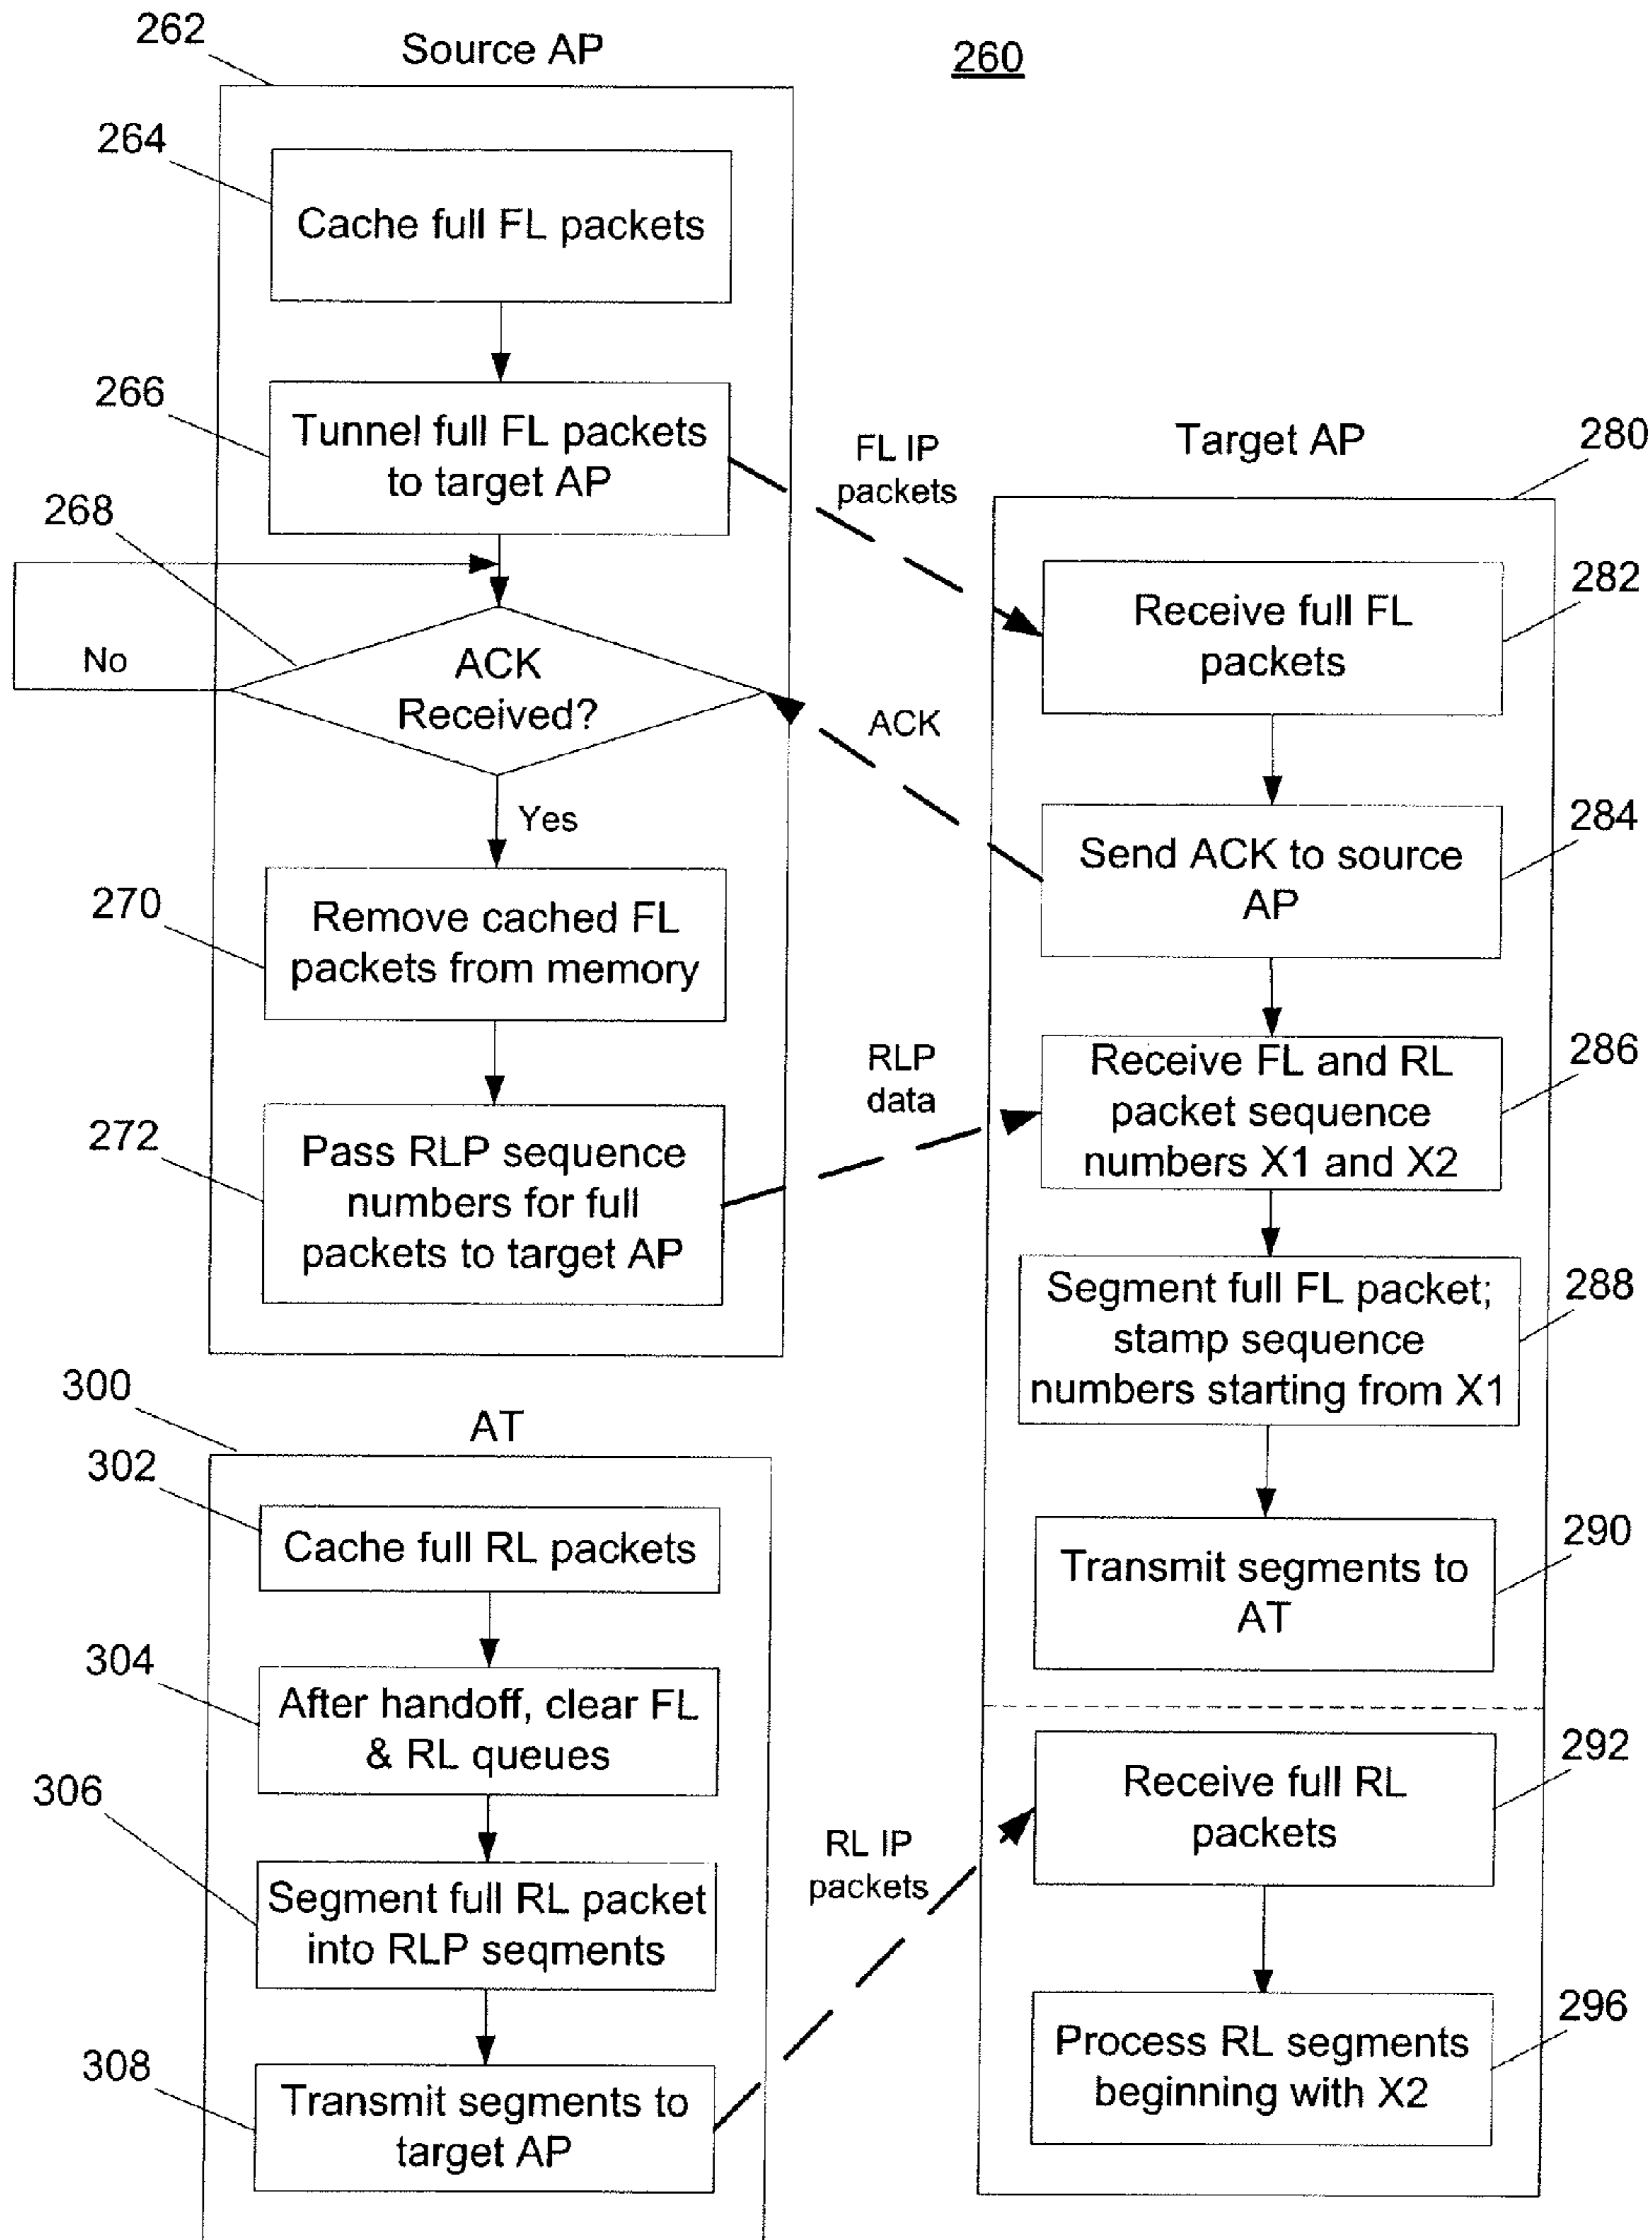 262
Source AP
260
264
Cache full FL packets
266
Tunnel full FL packets
to target AP
FL IP
packets
Target AP
280
268
282
Receive full FL
packets
No
ACK
Received?
ACK
Yes
284
Send ACK to source
AP
270
Remove cached FL
packets from memory
RLP
data
286
Receive FL and RL
packet sequence
numbers X1 and X2
272
Pass RLP sequence
numbers for full
packets to target AP
288
Segment full FL packet;
stamp sequence
numbers starting from X1
300
AT
302
Cache full RL packets
290
Transmit segments to
AT
304
After handoff, clear FL
& RL queues
292
Receive full RL
packets
306
Segment full RL packet
into RLP seqments
RL IP
packets
296
Process RL segments
beginning with X2
308
Transmit segments to
target AP